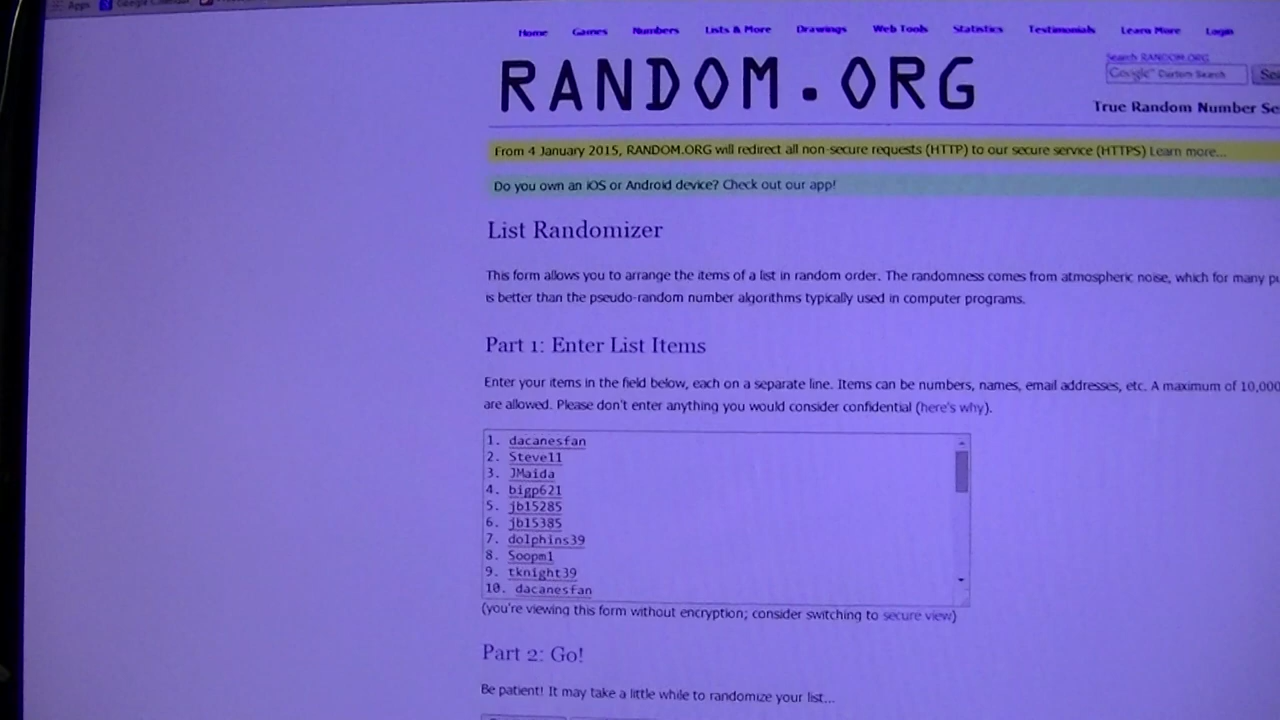 Apps Google Calendar
Home Games Numbers Lists & More Drawings Web Tools Statistics Testimonials Learn More Login
RANDOM.ORG
Search RANDOM.ORG
Google™ Custom Search
True Random Number Se
From 4 January 2015, RANDOM.ORG will redirect all non-secure requests (HTTP) to our secure service (HTTPS) Learn more...
Do you own an iOS or Android device? Check out our app!
List Randomizer
This form allows you to arrange the items of a list in random order. The randomness comes from atmospheric noise, which for many pu
is better than the pseudo-random number algorithms typically used in computer programs.
Part 1: Enter List Items
Enter your items in the field below, each on a separate line. Items can be numbers, names, email addresses, etc. A maximum of 10,000
are allowed. Please don't enter anything you would consider confidential (here's why).
1. dacanesfan
2. Steve11
3. JMaida
4. bigp621
5. jb15285
6. jb15385
7. dolphins39
8. Soopm1
9. tknight39
10. dacanesfan
(you're viewing this form without encryption; consider switching to secure view)
Part 2: Go!
Be patient! It may take a little while to randomize your list...